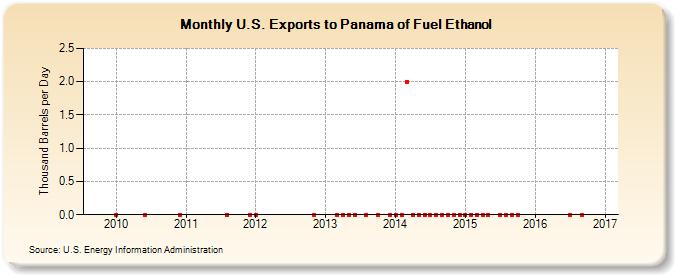 Monthly U.S. Exports to Panama of Fuel Ethanol
Thousand Barrels per Day
2.5
2.0
1.5
1.0
0.5
0.0
2010 2011 2012 2013 2014 2015 2016 2017
Source: U.S. Energy Information Administration